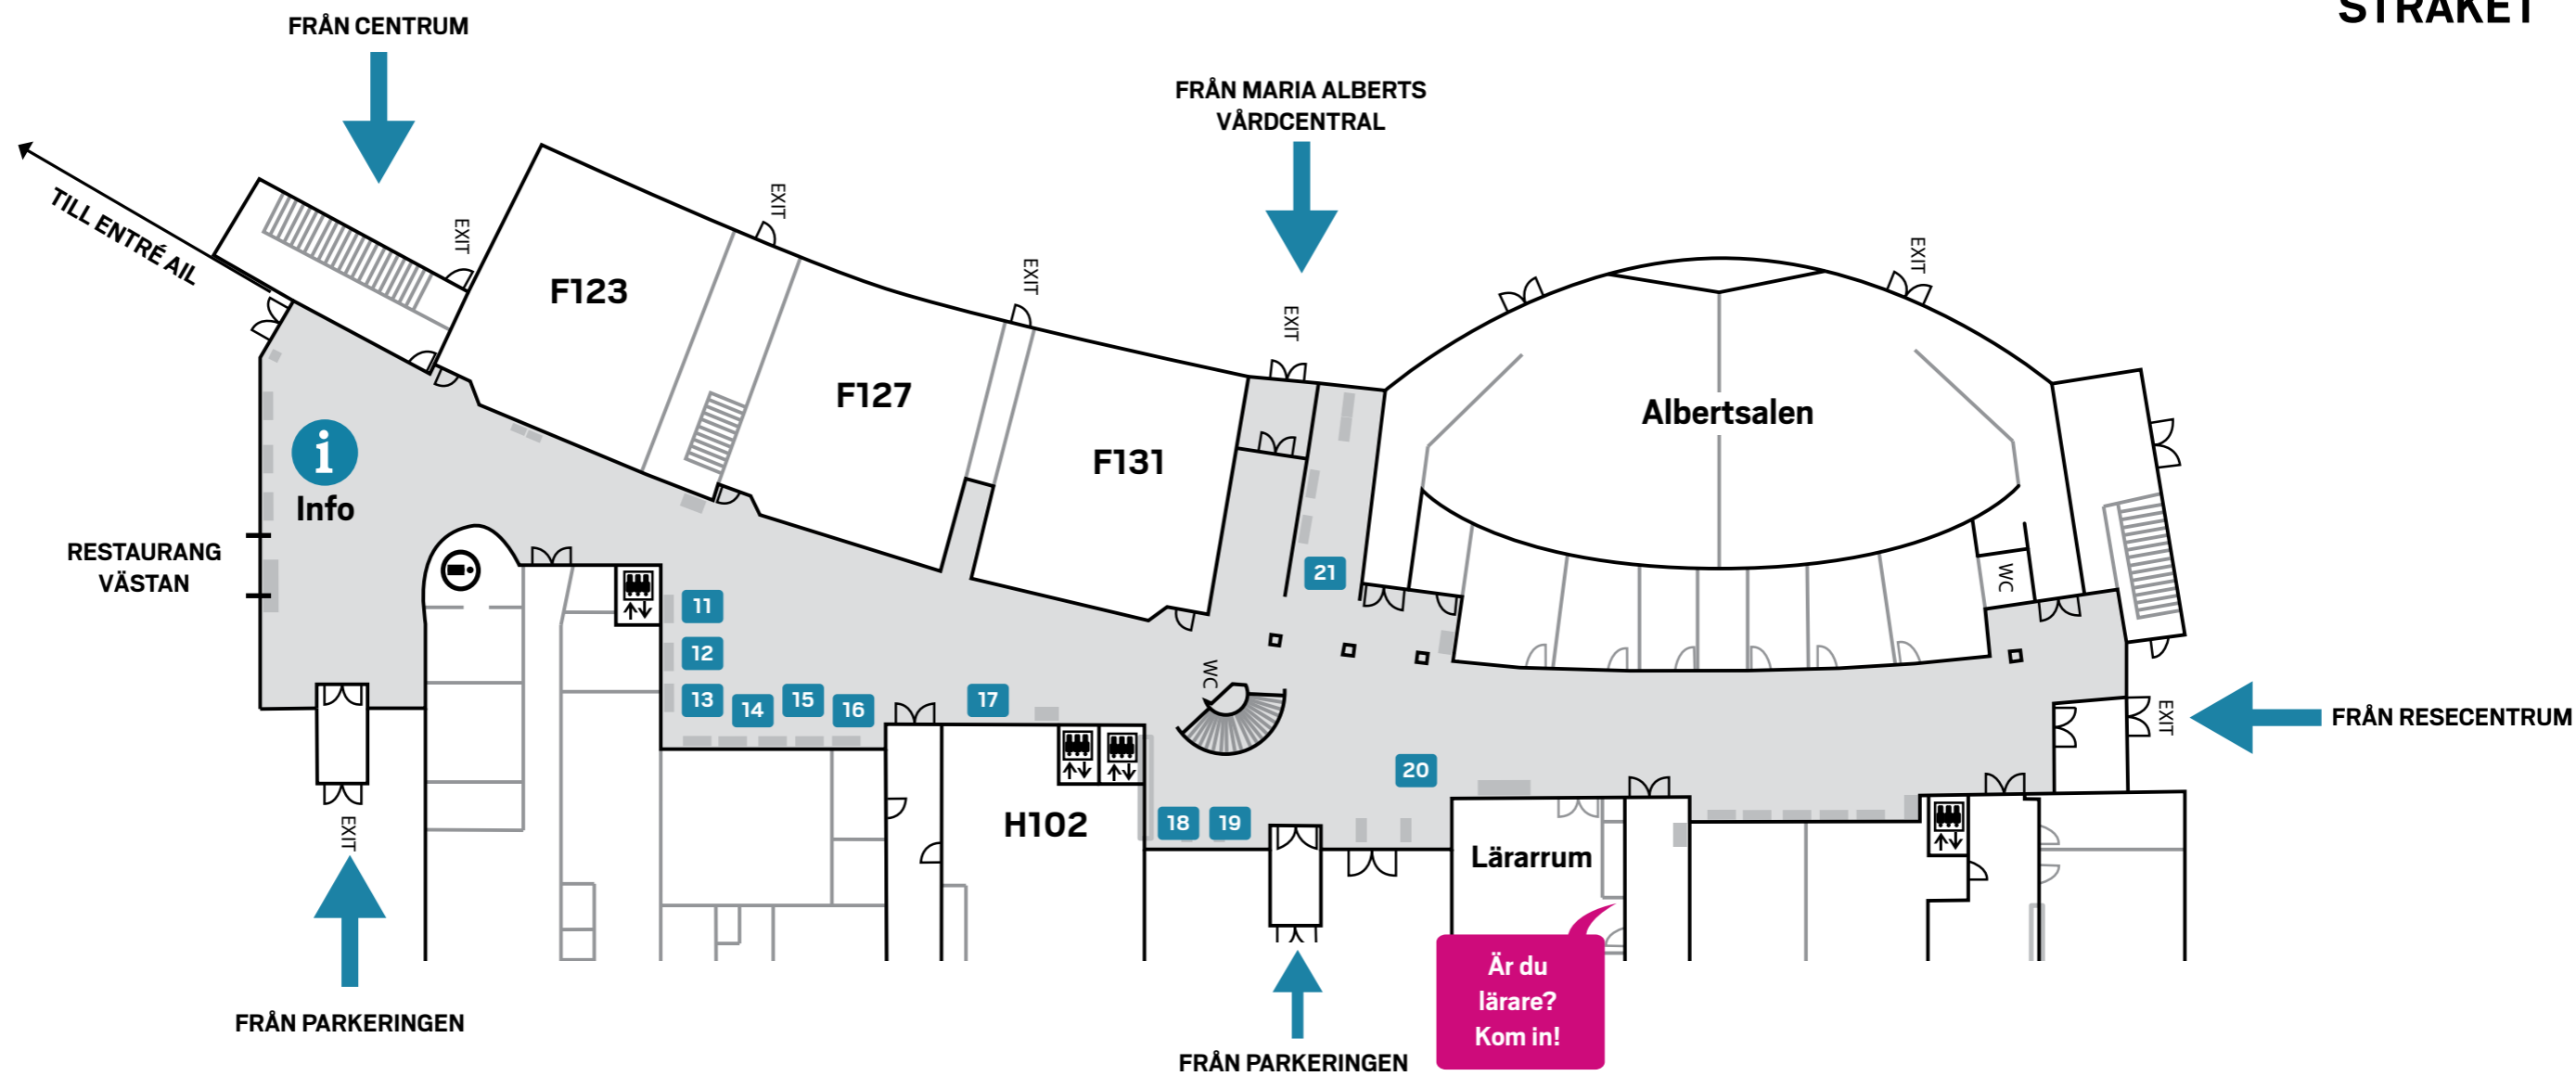 STRÅKET
FRÅN CENTRUM
FRÅN MARIA ALBERTS
VÅRDCENTRAL
TILL ENTRÉ AIL
EXIT
EXIT
EXIT
EXIT
EXIT
F123
F127
F131
Albertsalen
i
Info
RESTAURANG
VÄSTAN
21
WC
11
12
13
14
15
16
17
WC
EXIT
FRÅN RESECENTRUM
20
18
19
H102
Lärarrum
EXIT
Är du
lärare?
Kom in!
FRÅN PARKERINGEN
FRÅN PARKERINGEN